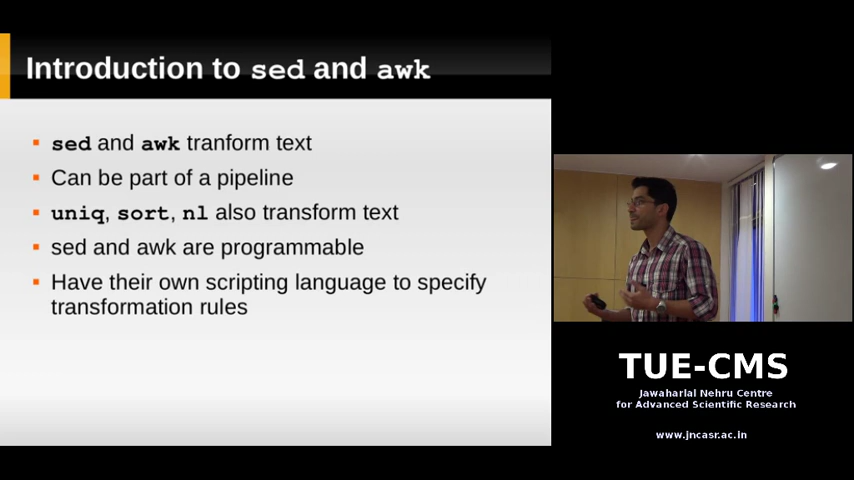 Introduction to sed and awk
sed and awk tranform text
Can be part of a pipeline
uniq, sort, nl also transform text
sed and awk are programmable
Have their own scripting language to specify
transformation rules
TUE-CMS
Jawaharlal Nehru Centre
for Advanced Scientific Research
www.jncasr.ac.in